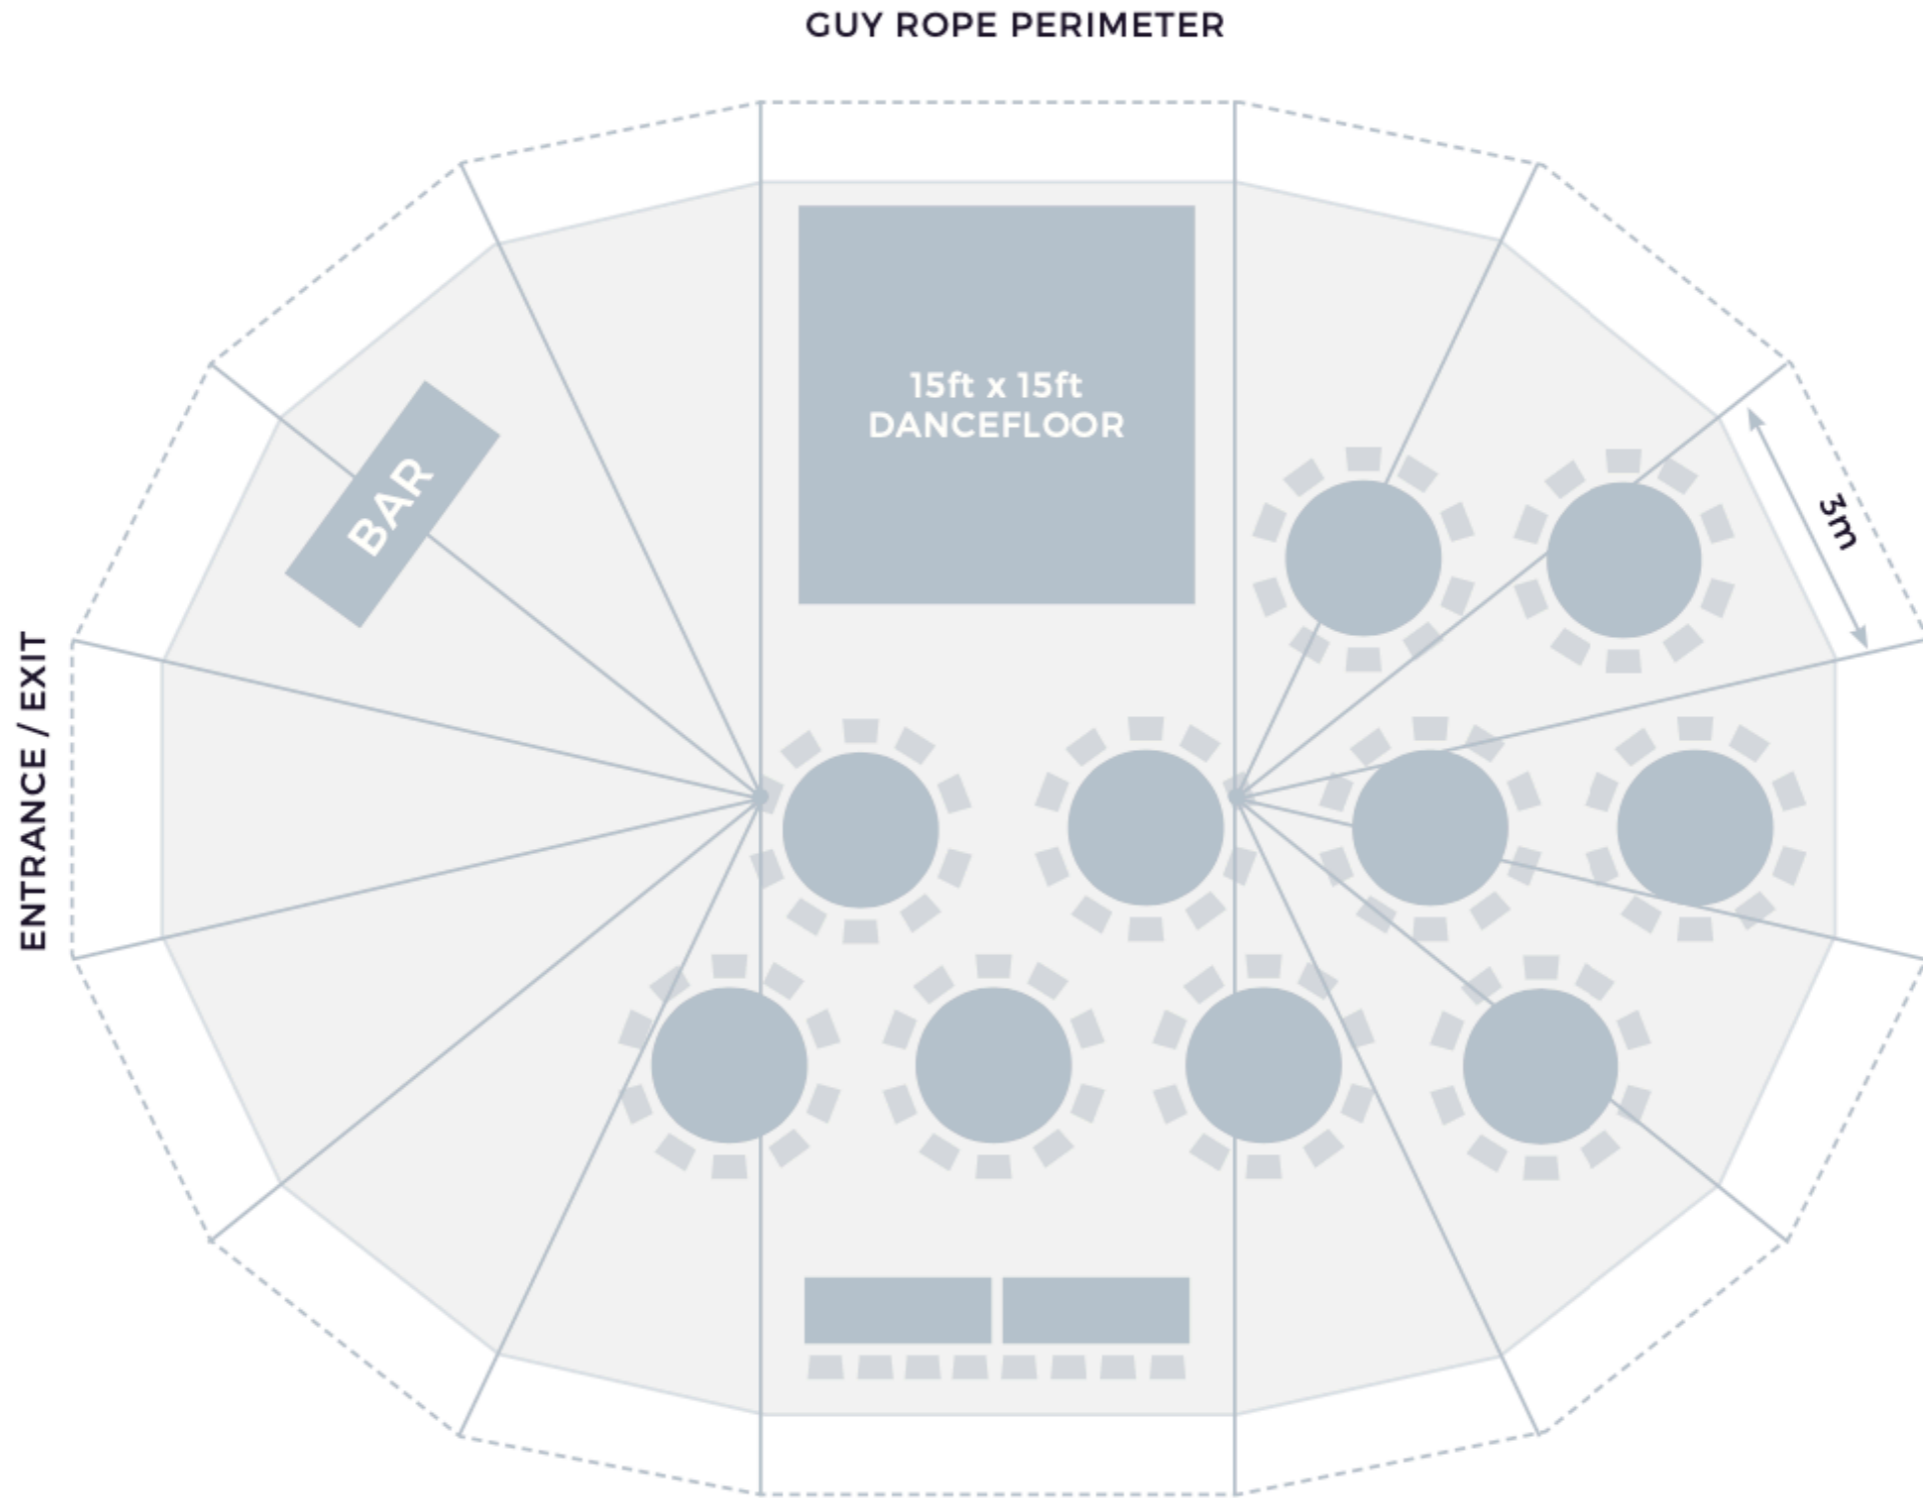 GUY ROPE PERIMETER
15ft x 15ft
DANCEFLOOR
BAR
3m
ENTRANCE / EXIT